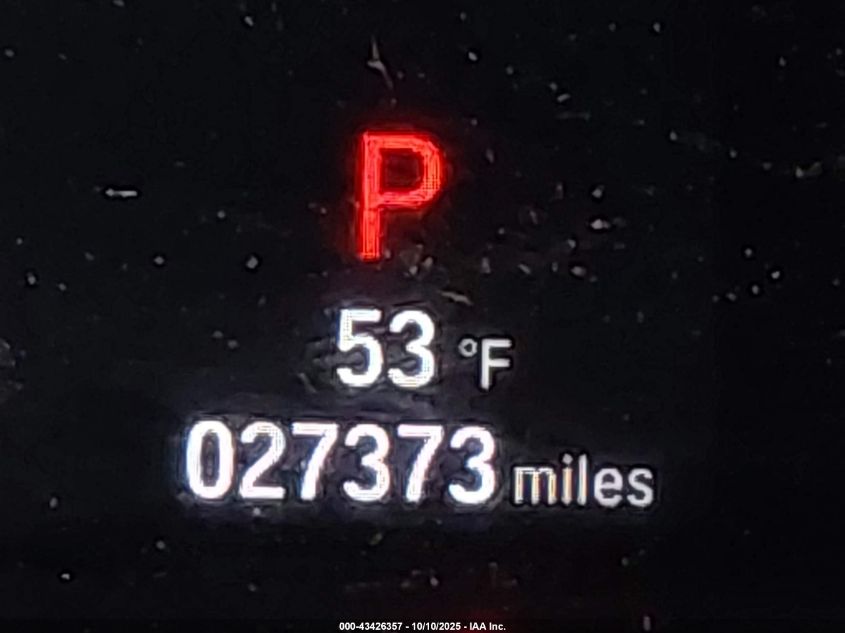 P
53 °F
027373 miles
000-43426357 - 10/10/2025 - IAA Inc.